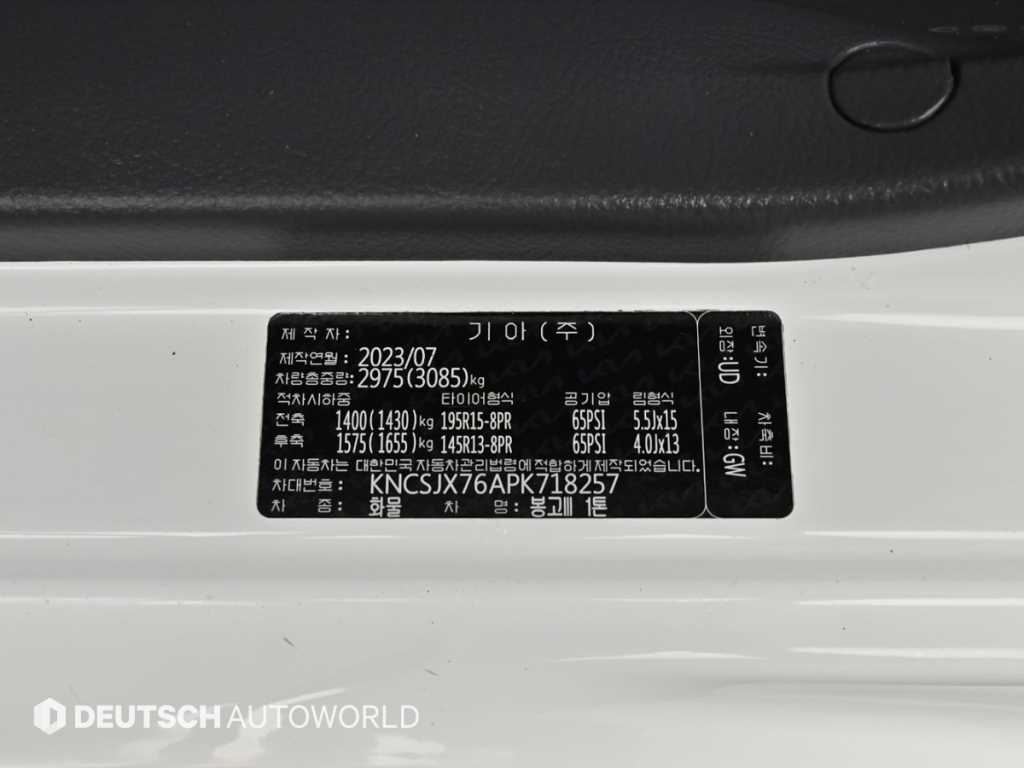 제 작 자 : 기 아 ( 주 )
제작연월 : 2023/07
차량총중량: 2975(3085)kg
적차시하중 타이어형식 공기압 림형식
전축 1400(1430)kg 195R15-8PR 65PSI 5.5Jx15
후축 1575(1655)kg 145R13-8PR 65PSI 4.0Jx13
이 자동차는 대한민국 자동차관리법령에 적합하게 제작되었습니다
차대번호: KNCSJX76APK718257
차 종 : 화물 차 명 : 봉고Ⅲ 1톤
변속기: 차축비:
외장:UD 내장:GW
DEUTSCH AUTOWORLD